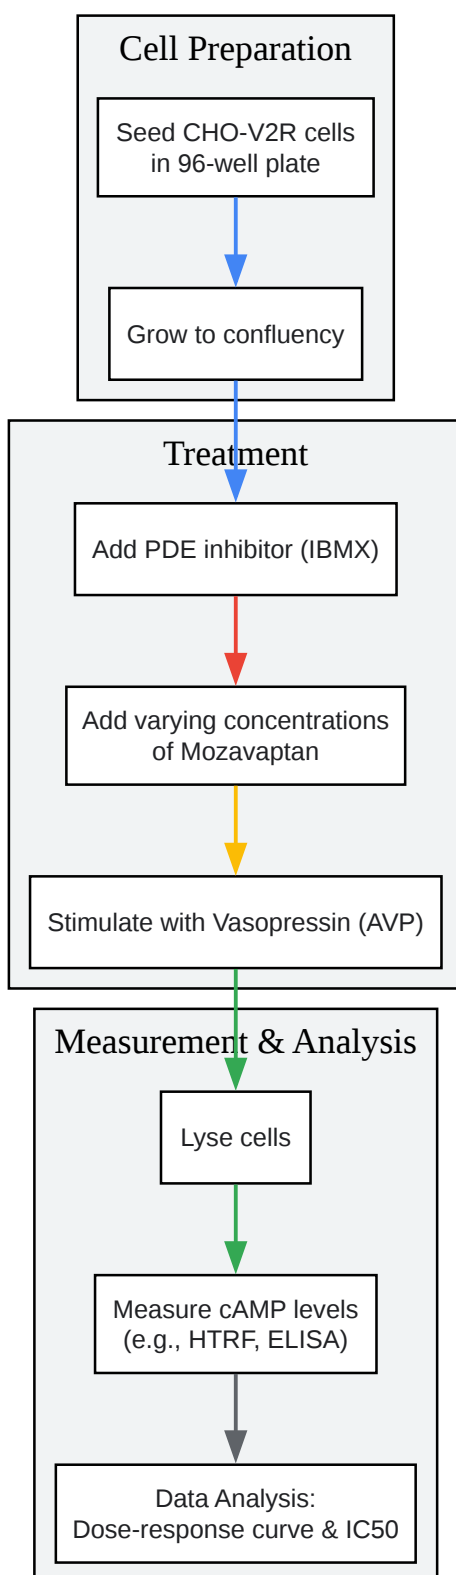 Cell Preparation
Seed CHO-V2R cells
in 96-well plate
Grow to confluency
Treatment
Add PDE inhibitor (IBMX)
Add varying concentrations
of Mozavaptan
Stimulate with Vasopressin (AVP)
Measurement & Analysis
Lyse cells
Measure cAMP levels
(e.g., HTRF, ELISA)
Data Analysis:
Dose-response curve & IC50